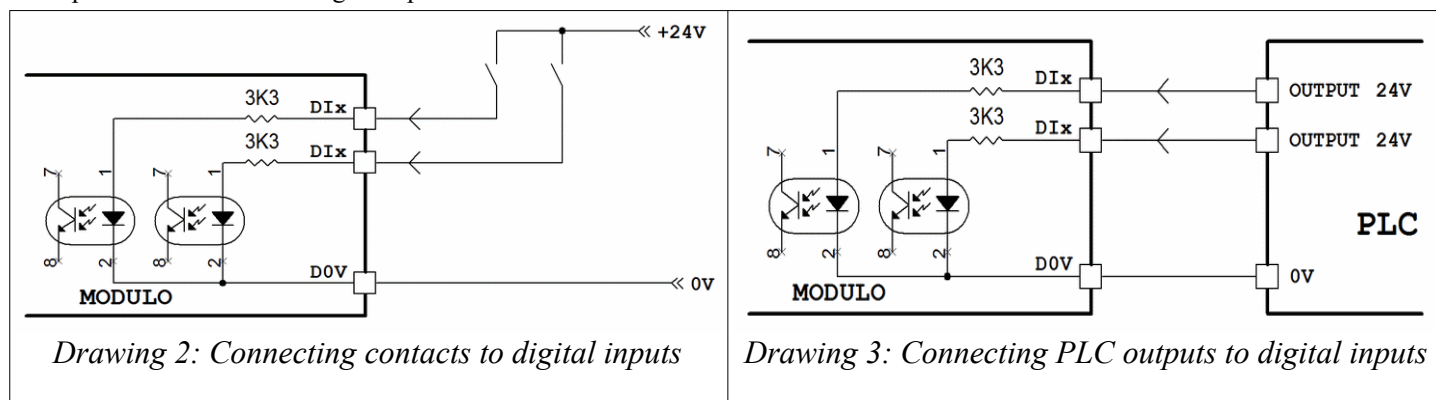 +24V
3K3
DIx
3K3
DIx
7
1
7
1
8
2
8
2
D0V
0V
MODULO
Drawing 2: Connecting contacts to digital inputs
3K3
DIx
OUTPUT 24V
3K3
DIx
OUTPUT 24V
7
1
7
1
PLC
8
2
8
2
D0V
0V
MODULO
Drawing 3: Connecting PLC outputs to digital inputs